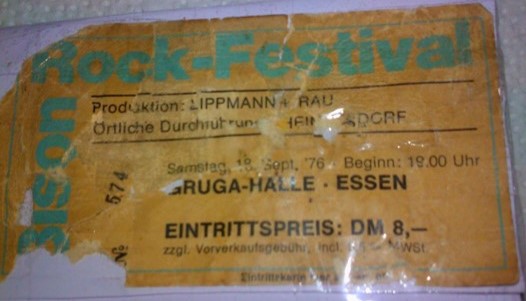 Rock-Festival
Bison
Produktion: LIPPMANN + RAU
Örtliche Durchführung
Samstag, 18. Sept. '76 · Beginn: 19.00 Uhr
GRUGA-HALLE · ESSEN
EINTRITTSPREIS: DM 8,—
zzgl. Vorverkaufsgebühr, incl. MWSt.
№ 574
Eintrittskarte